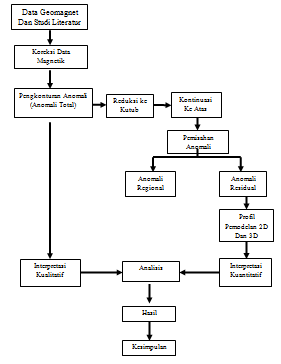 Data Geomagnet
Dan Studi Literatur
Koreksi Data
Magnetik
Pengkonturan Anomali
(Anomali Total)
Reduksi ke
Kutub
Kontinuasi
Ke Atas
Pemisahan
Anomali
Anomali
Regional
Anomali
Residual
Profil
Pemodelan 2D
Dan 3D
Interpretasi
Kualitatif
Analisis
Interpretasi
Kuantitatif
Hasil
Kesimpulan